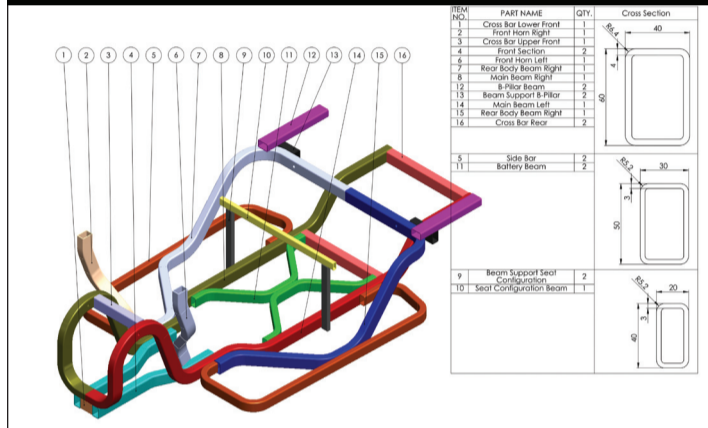 1 2 3 4 5 6 7 8 9 10 11 12 13 14 15 16
ITEM NO. PART NAME QTY. Cross Section
1 Cross Bar Lower Front 1
2 Front Horn Right 1
3 Cross Bar Upper Front 1
4 Front Section 2
6 Front Horn Left 1
7 Rear Body Beam Right 1
8 Main Beam Right 1
12 B-Pillar Beam 2
13 Beam Support B-Pillar 2
14 Main Beam Left 1
15 Rear Body Beam Right 1
16 Cross Bar Rear 2
R6.4 40
4
60
5 Side Bar 2
11 Battery Beam 2
R5.2 30
3
50
9 Beam Support Seat Configuration 2
10 Seat Configuration Beam 1
R5.2 20
3
40